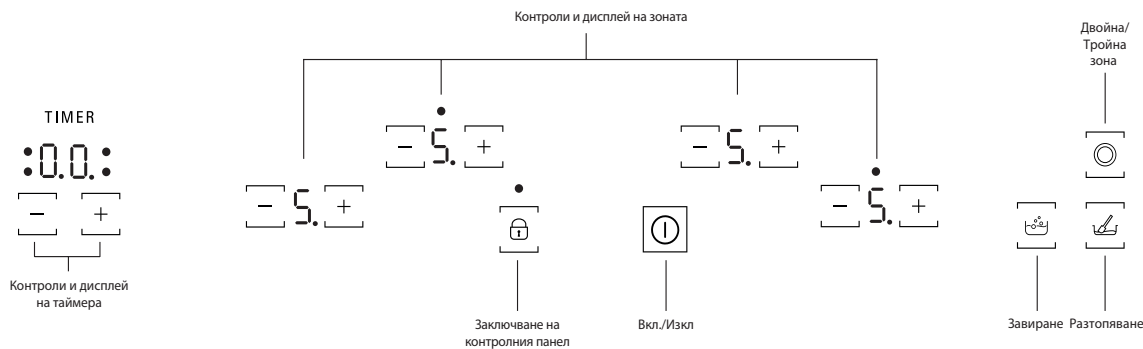 Контроли и дисплей на зоната
Двойна/
Тройна
зона
TIMER
0.0.
5.
5.
5.
5.
Контроли и дисплей
на таймера
Заключване на
контролния панел
Вкл./Изкл
Завиране
Разтопяване